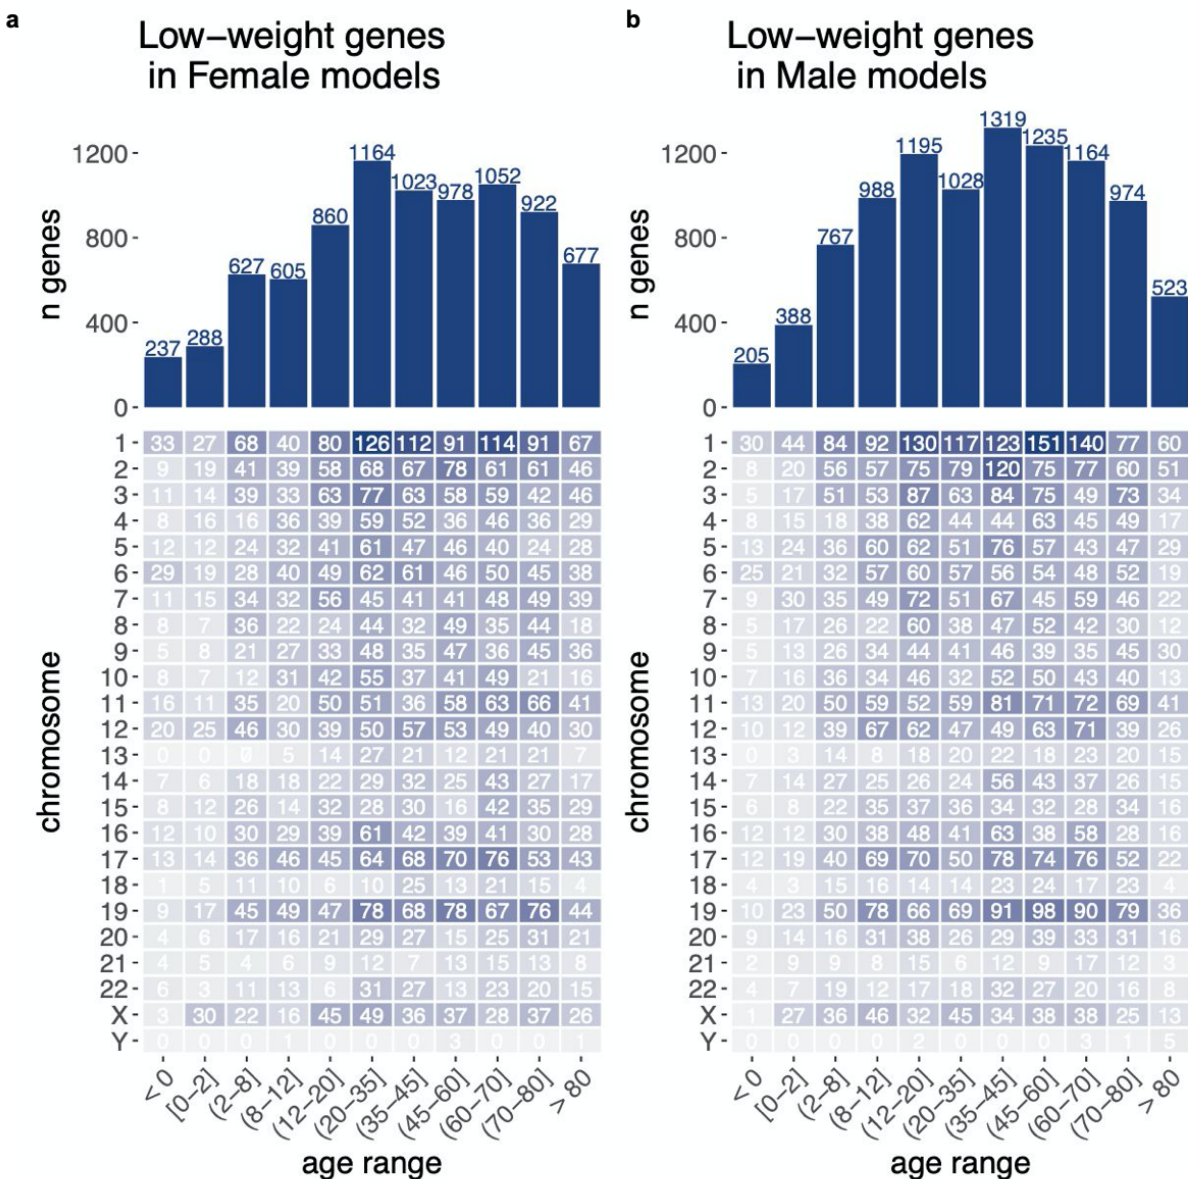 a
Low−weight genes
in Female models
n genes
1200
800
400
0
237 288 627 605 860 1164 1023 978 1052 922 677
chromosome
1 33 27 68 40 80 126 112 91 114 91 67
2 9 19 41 39 58 68 67 78 61 61 46
3 11 14 39 33 63 77 63 58 59 42 46
4 8 16 16 36 39 59 52 36 46 36 29
5 12 12 24 32 41 61 47 46 40 24 28
6 29 19 28 40 49 62 61 46 50 45 38
7 11 15 34 32 56 45 41 41 48 49 39
8 8 7 36 22 24 44 32 49 35 44 18
9 5 8 21 27 33 48 35 47 36 45 36
10 8 7 12 31 42 55 37 41 49 21 16
11 16 11 35 20 50 51 36 58 63 66 41
12 20 25 46 30 39 50 57 53 49 40 30
13 0 0 5 14 27 21 12 21 21 7
14 7 6 18 18 22 29 32 25 43 27 17
15 8 12 26 14 32 28 30 16 42 35 29
16 12 10 30 29 39 61 42 39 41 30 28
17 13 14 36 46 45 64 68 70 76 53 43
18 1 5 11 10 6 10 25 13 21 15 4
19 9 17 45 49 47 78 68 78 67 76 44
20 4 6 17 16 21 29 27 15 25 31 21
21 4 5 4 6 9 12 7 13 15 13 8
22 6 3 11 13 6 31 27 13 23 20 15
X 3 30 22 16 45 49 36 37 28 37 26
Y 0 0 0 1 0 0 0 3 0 0 1
< 0 [0−2] (2−8] (8−12] (12−20] (20−35] (35−45] (45−60] (60−70] (70−80] > 80
age range
b
Low−weight genes
in Male models
n genes
1200
800
400
0
205 388 767 988 1195 1028 1319 1235 1164 974 523
chromosome
1 30 44 84 92 130 117 123 151 140 77 60
2 8 20 56 57 75 79 120 75 77 60 51
3 5 17 51 53 87 63 84 75 49 73 34
4 8 15 18 38 62 44 44 63 45 49 17
5 13 24 36 60 62 51 76 57 43 47 29
6 25 21 32 57 60 57 56 54 48 52 19
7 9 30 35 49 72 51 67 45 59 46 22
8 5 17 26 22 60 38 47 52 42 30 12
9 5 13 26 34 44 41 46 39 35 45 30
10 7 16 36 34 46 32 52 50 43 40 13
11 13 20 50 59 52 59 81 71 72 69 41
12 10 12 39 67 62 47 49 63 71 39 26
13 0 3 14 8 18 20 22 18 23 20 15
14 7 14 27 25 26 24 56 43 37 26 15
15 6 8 22 35 37 36 34 32 28 34 16
16 12 12 30 38 48 41 63 38 58 28 16
17 12 19 40 69 70 50 78 74 76 52 22
18 4 3 15 16 14 14 23 24 17 23 4
19 10 23 50 78 66 69 91 98 90 79 36
20 9 14 16 31 38 26 29 39 33 31 16
21 2 9 9 8 15 6 12 9 17 12 3
22 4 7 19 12 17 18 32 27 20 16 8
X 1 27 36 46 32 45 34 38 38 25 13
Y 0 0 0 0 2 0 0 0 3 1 5
< 0 [0−2] (2−8] (8−12] (12−20] (20−35] (35−45] (45−60] (60−70] (70−80] > 80
age range